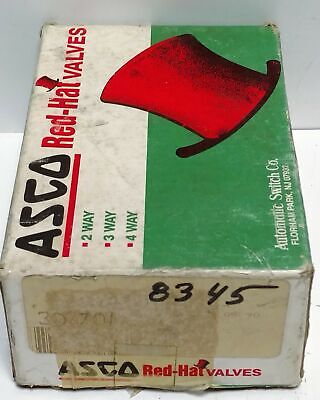 ASCO
Red-Hat VALVES
• 2 WAY
• 3 WAY
• 4 WAY
Automatic Switch Co.
FLORHAM PARK, NJ 07932
8345
ASCO Red-Hat VALVES